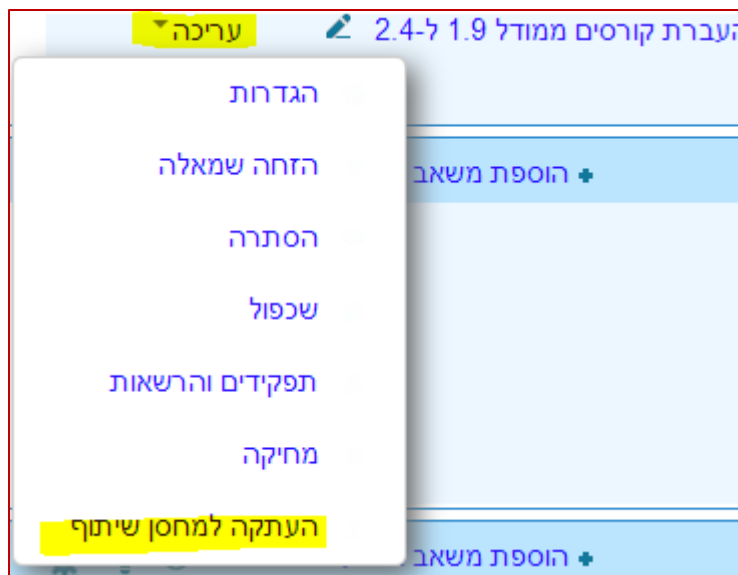 העברת קורסים ממודל 1.9 ל-2.4 עריכה
הגדרות
הזחה שמאלה
הוספת משאב
הסתרה
שכפול
תפקידים והרשאות
מחיקה
העתקה למחסן שיתוף
הוספת משאב